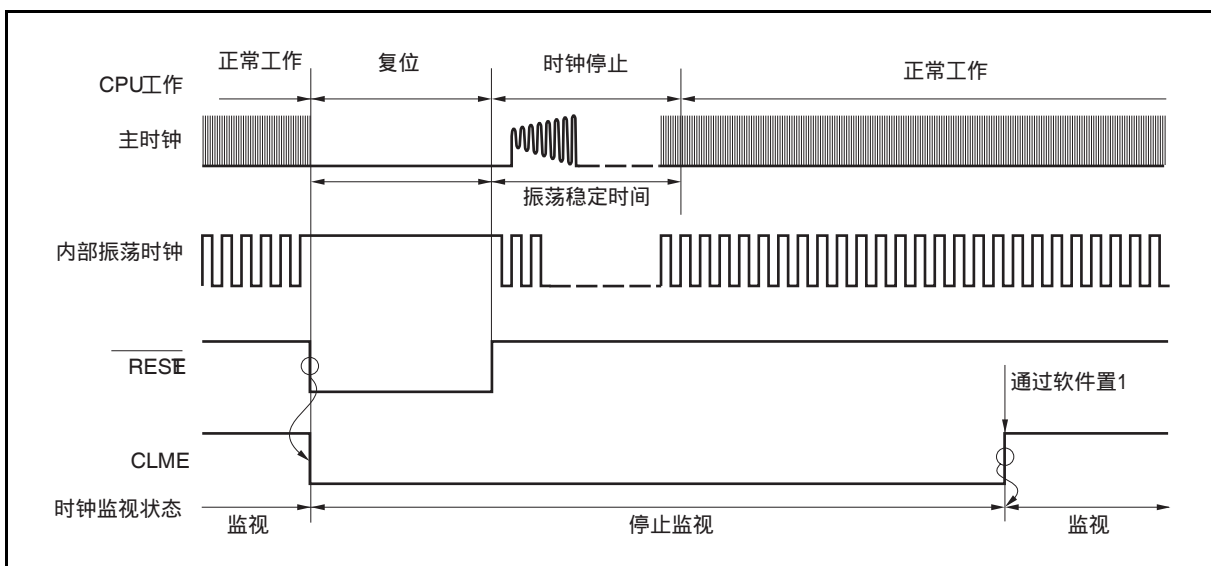 正常工作
复位
时钟停止
正常工作
CPU工作
主时钟
振荡稳定时间
内部振荡时钟
RESET
通过软件置1
CLME
时钟监视状态
监视
停止监视
监视